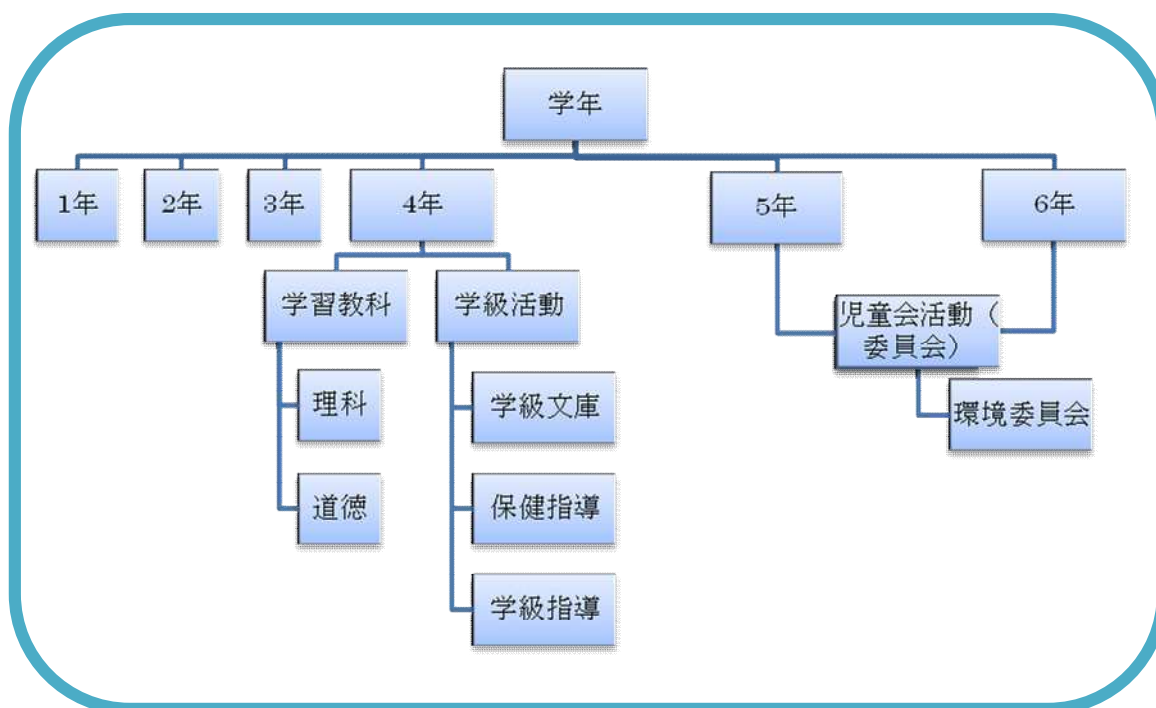 学年
1年
2年
3年
4年
5年
6年
学習教科
学級活動
児童会活動（
委員会）
理科
学級文庫
環境委員会
道徳
保健指導
学級指導